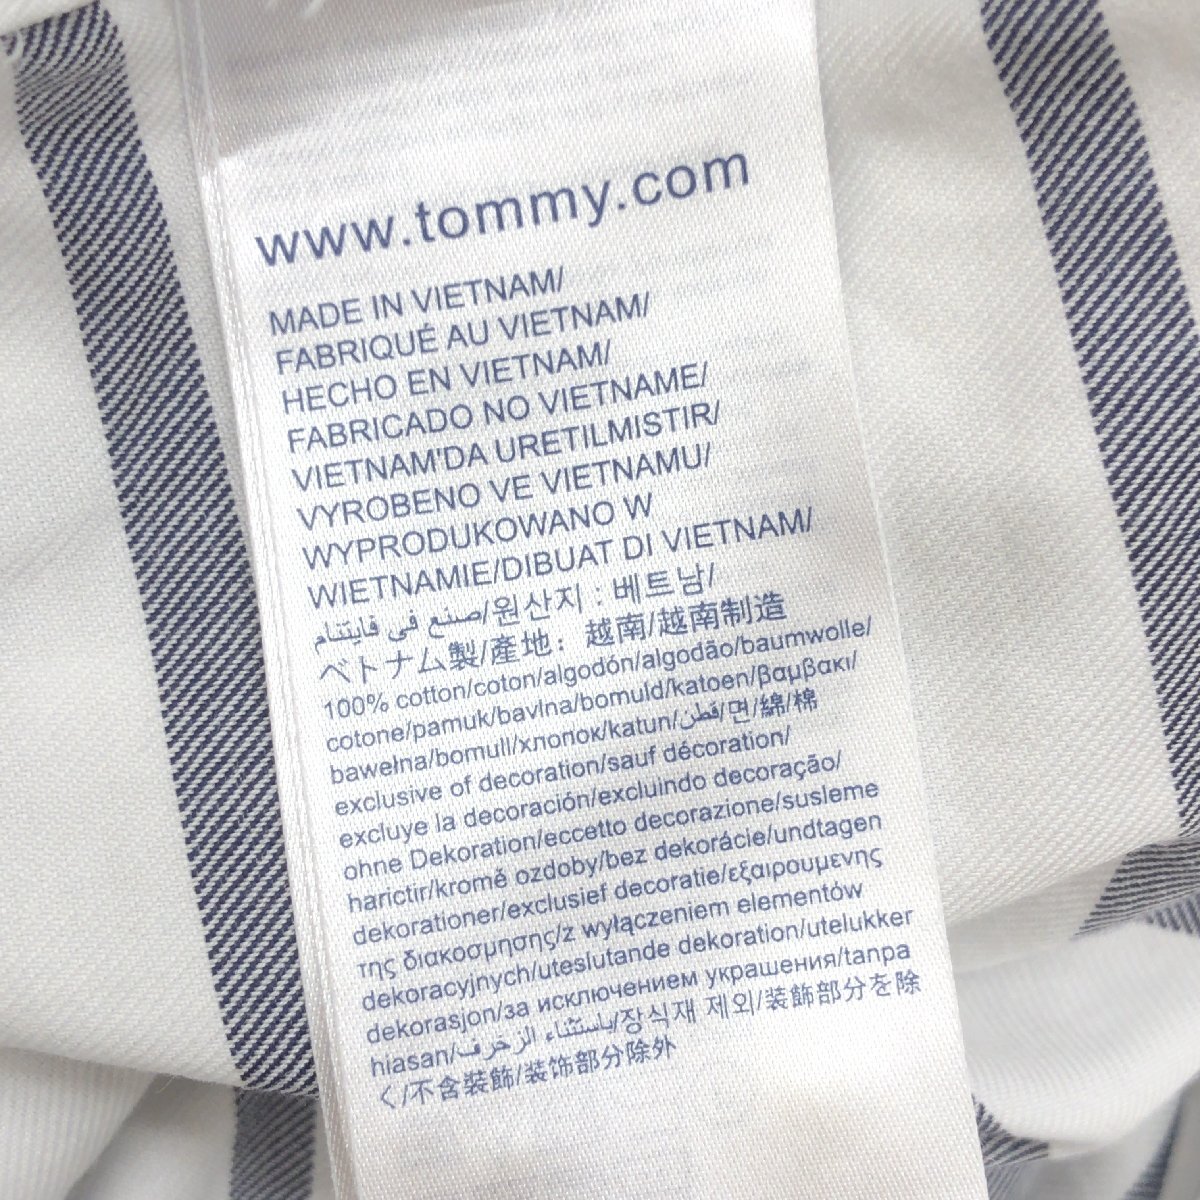 www.tommy.com
MADE IN VIETNAM/
FABRIQUÉ AU VIETNAM/
HECHO EN VIETNAM/
FABRICADO NO VIETNAME/
VIETNAM'DA URETILMISTIR/
VYROBENO VE VIETNAMU/
WYPRODUKOWANO W
WIETNAMIE/DIBUAT DI VIETNAM/
صنع في فايتنام/원산지 : 베트남/
ベトナム製/產地: 越南/越南制造
100% cotton/coton/algodón/algodão/baumwolle/
cotone/pamuk/bavlna/bomuld/katoen/βαμβακι/
bawełna/bomull/хлопок/katun/قطن/면/綿/棉
exclusive of decoration/sauf décoration/
excluye la decoración/excluindo decoração/
ohne Dekoration/eccetto decorazione/susleme
harictir/kromě ozdoby/bez dekorácie/undtagen
dekorationer/exclusief decoratie/εξαιρουμενης
της διακοσμησης/z wyłączeniem elementów
dekoracyjnych/uteslutande dekoration/utelukker
dekorasjon/за исключением украшения/tanpa
hiasan/باستثناء الزخرف/장식재 제외/装飾部分を除
く/不含裝飾/装饰部分除外